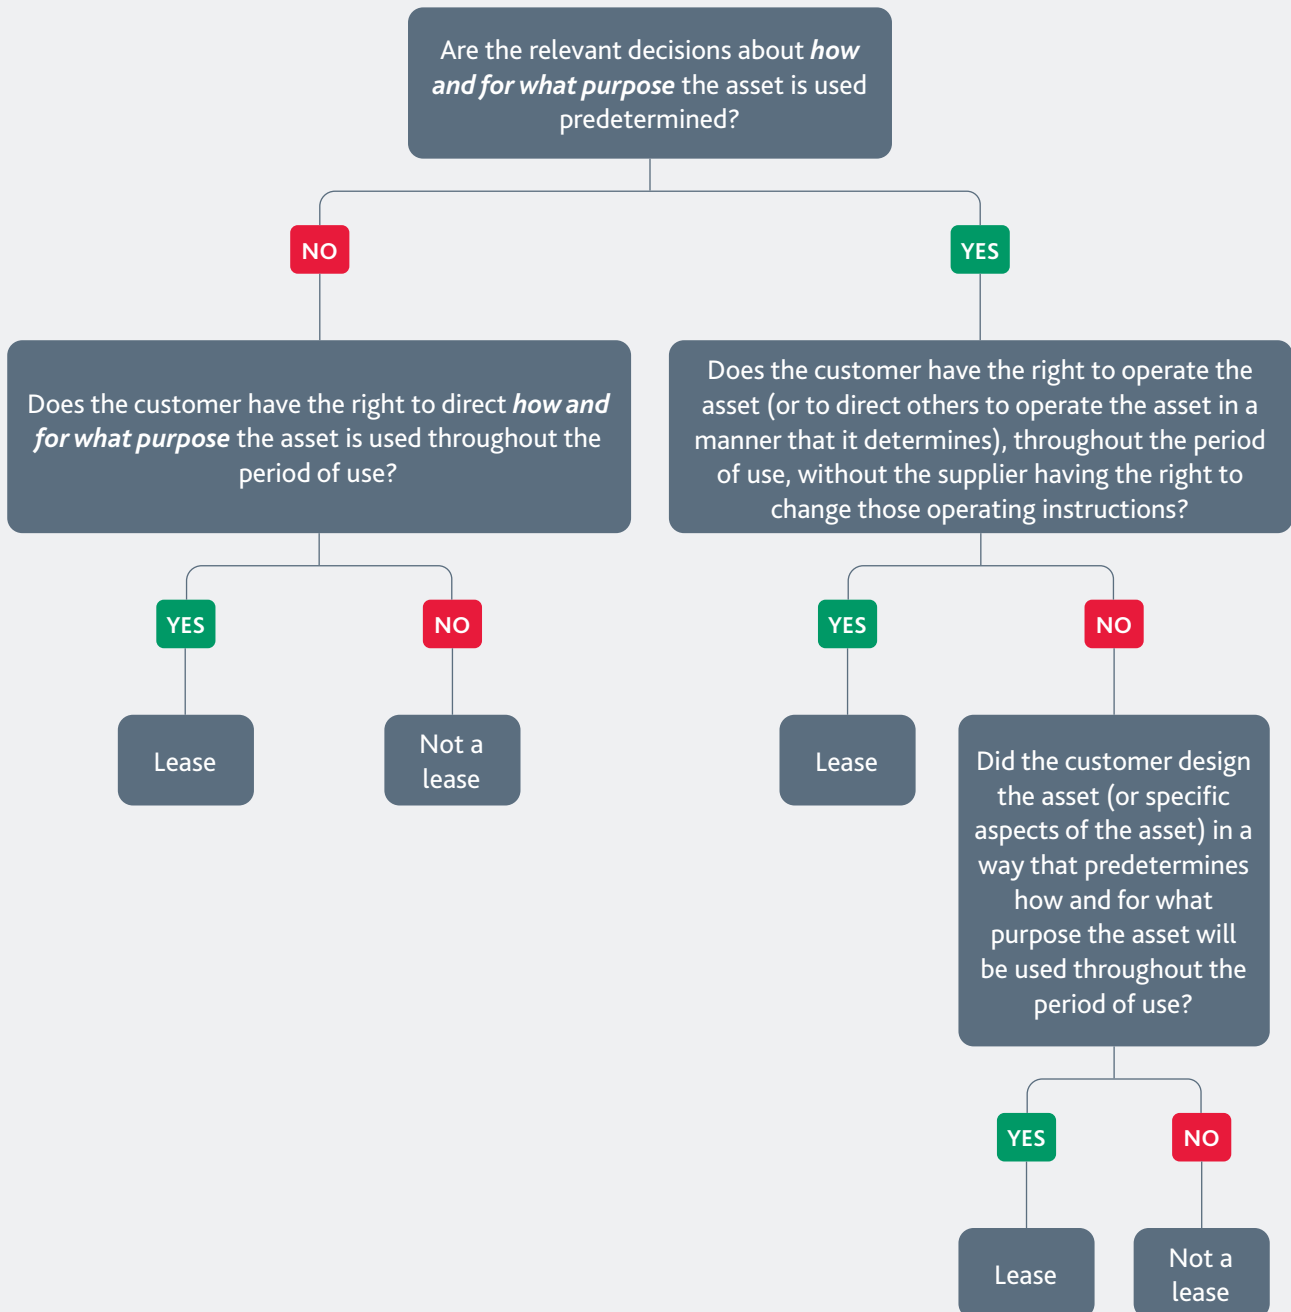 Are the relevant decisions about how
and for what purpose the asset is used
predetermined?
NO
YES
Does the customer have the right to direct how and
for what purpose the asset is used throughout the
period of use?
Does the customer have the right to operate the
asset (or to direct others to operate the asset in a
manner that it determines), throughout the period
of use, without the supplier having the right to
change those operating instructions?
YES
NO
YES
NO
Lease
Not a
lease
Lease
Did the customer design
the asset (or specific
aspects of the asset) in a
way that predetermines
how and for what
purpose the asset will
be used throughout the
period of use?
YES
NO
Lease
Not a
lease